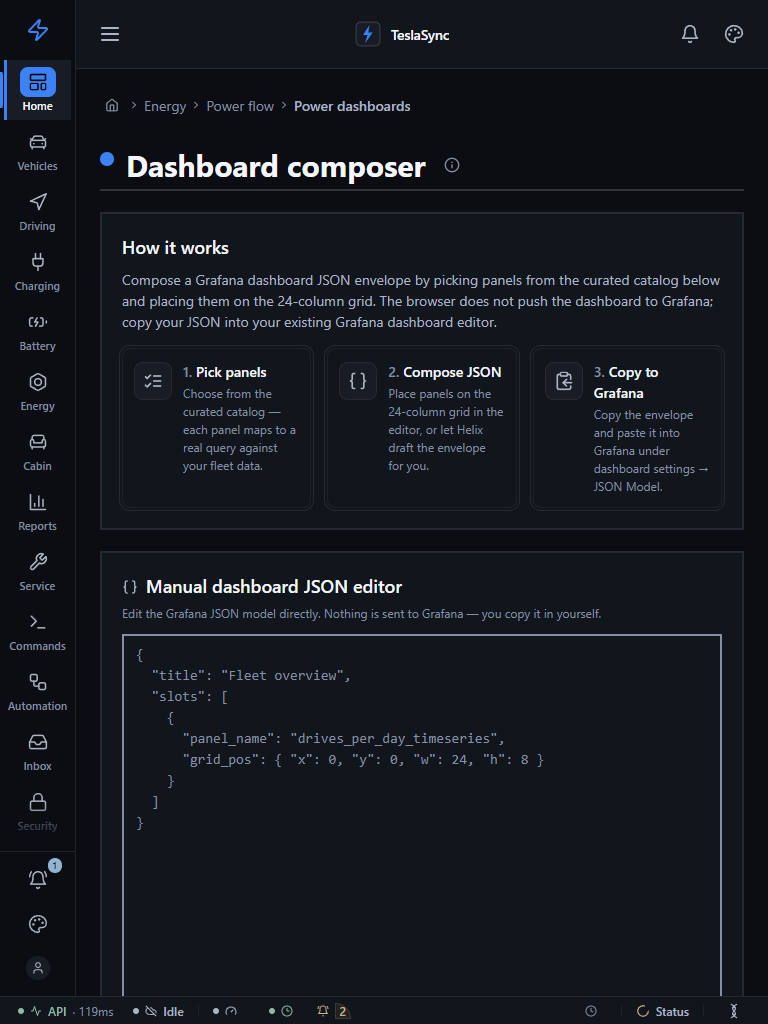 TeslaSync
Home
Vehicles
Driving
Charging
Battery
Energy
Cabin
Reports
Service
Commands
Automation
Inbox
Security
1
Energy > Power flow > Power dashboards
Dashboard composer
How it works
Compose a Grafana dashboard JSON envelope by picking panels from the curated catalog below
and placing them on the 24-column grid. The browser does not push the dashboard to Grafana;
copy your JSON into your existing Grafana dashboard editor.
1. Pick panels
Choose from the
curated catalog —
each panel maps to a
real query against
your fleet data.
2. Compose JSON
Place panels on the
24-column grid in the
editor, or let Helix
draft the envelope
for you.
3. Copy to
Grafana
Copy the envelope
and paste it into
Grafana under
dashboard settings →
JSON Model.
Manual dashboard JSON editor
Edit the Grafana JSON model directly. Nothing is sent to Grafana — you copy it in yourself.
{
  "title": "Fleet overview",
  "slots": [
    {
      "panel_name": "drives_per_day_timeseries",
      "grid_pos": { "x": 0, "y": 0, "w": 24, "h": 8 }
    }
  ]
}
API · 119ms
Idle
2
Status